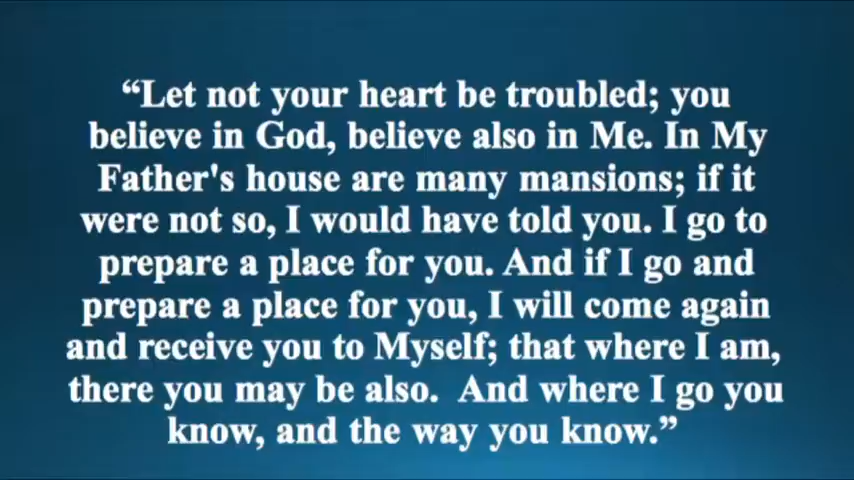 “Let not your heart be troubled; you
believe in God, believe also in Me. In My
Father's house are many mansions; if it
were not so, I would have told you. I go to
prepare a place for you. And if I go and
prepare a place for you, I will come again
and receive you to Myself; that where I am,
there you may be also.  And where I go you
know, and the way you know.”